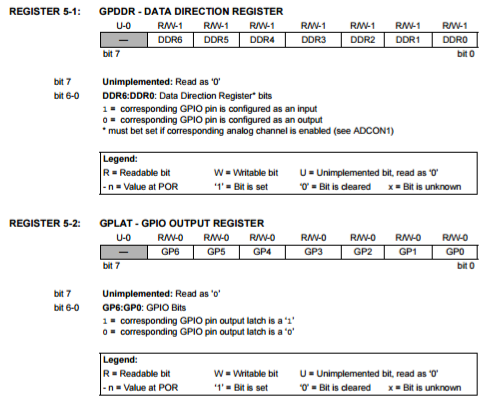 REGISTER 5-1: GPDDR - DATA DIRECTION REGISTER
U-0 R/W-1 R/W-1 R/W-1 R/W-1 R/W-1 R/W-1 R/W-1
— DDR6 DDR5 DDR4 DDR3 DDR2 DDR1 DDR0
bit 7 bit 0
bit 7 Unimplemented: Read as '0'
bit 6-0 DDR6:DDR0: Data Direction Register* bits
1 = corresponding GPIO pin is configured as an input
0 = corresponding GPIO pin is configured as an output
* must bet set if corresponding analog channel is enabled (see ADCON1)
Legend:
R = Readable bit W = Writable bit U = Unimplemented bit, read as '0'
- n = Value at POR '1' = Bit is set '0' = Bit is cleared x = Bit is unknown
REGISTER 5-2: GPLAT - GPIO OUTPUT REGISTER
U-0 R/W-0 R/W-0 R/W-0 R/W-0 R/W-0 R/W-0 R/W-0
— GP6 GP5 GP4 GP3 GP2 GP1 GP0
bit 7 bit 0
bit 7 Unimplemented: Read as '0'
bit 6-0 GP6:GP0: GPIO Bits
1 = corresponding GPIO pin output latch is a '1'
0 = corresponding GPIO pin output latch is a '0'
Legend:
R = Readable bit W = Writable bit U = Unimplemented bit, read as '0'
- n = Value at POR '1' = Bit is set '0' = Bit is cleared x = Bit is unknown